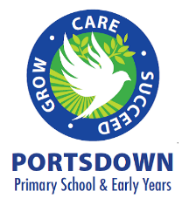 GROW · CARE · SUCCEED
PORTSDOWN
Primary School & Early Years